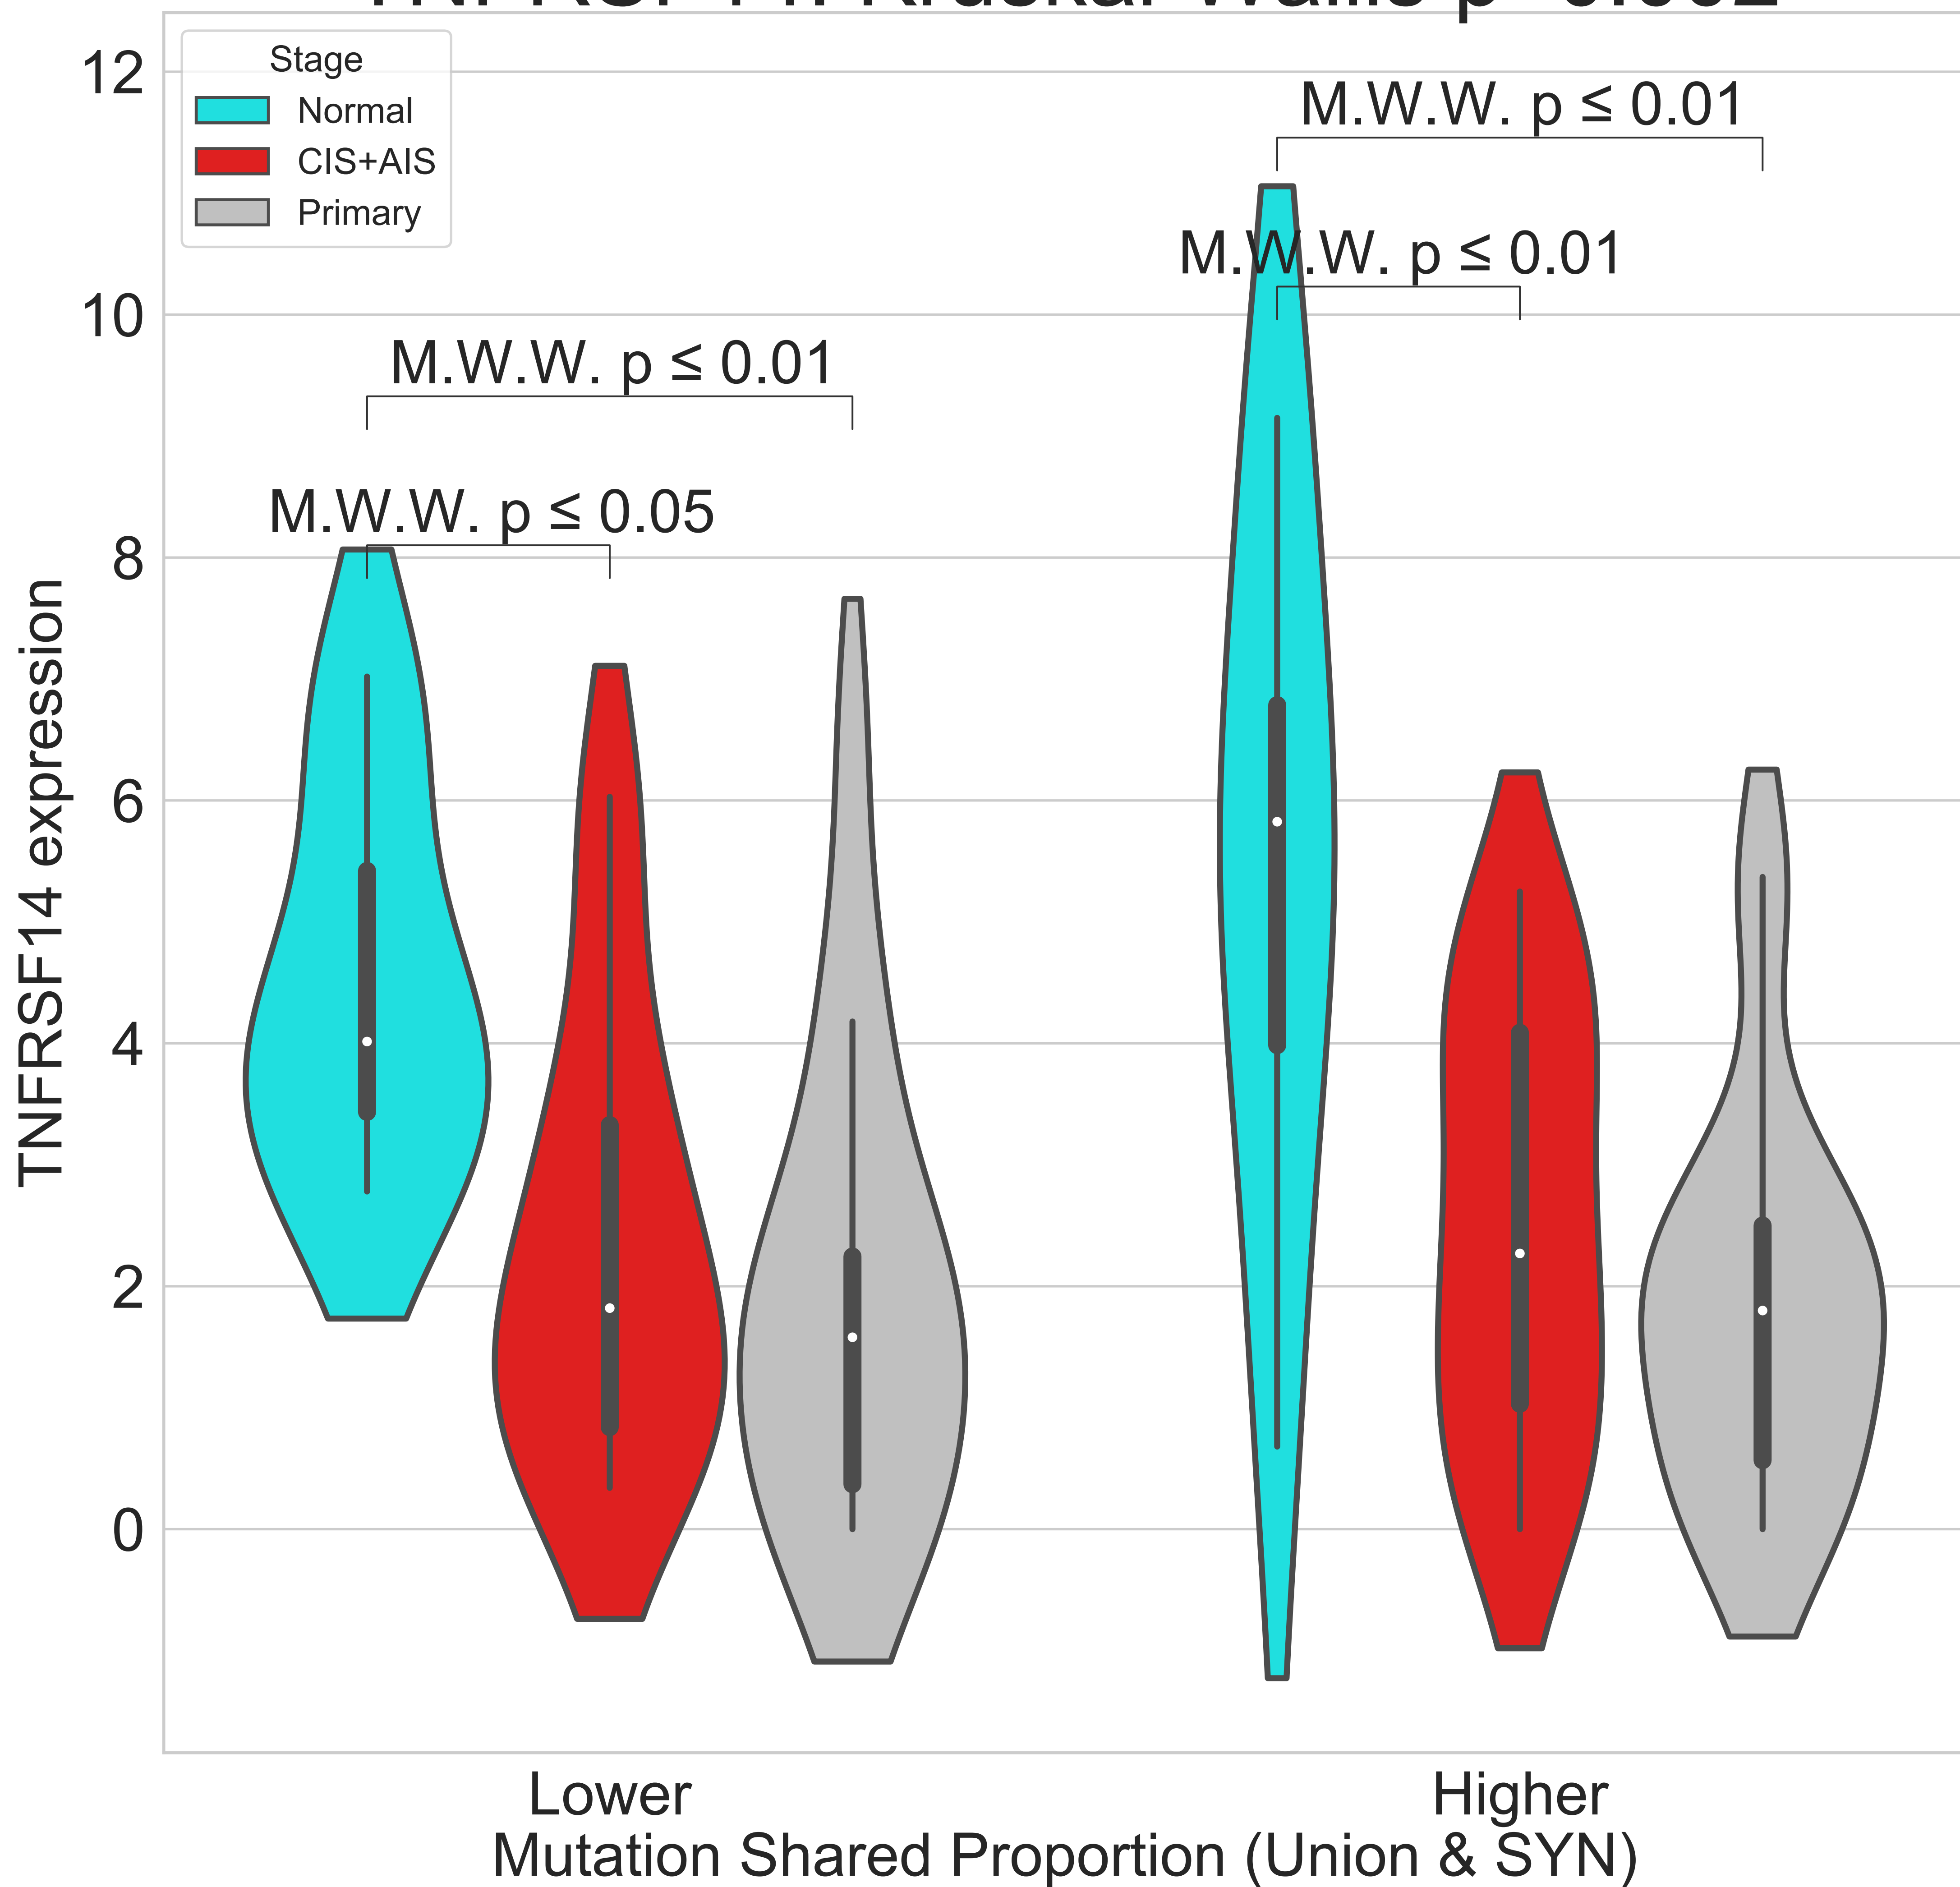 12
10
8
6
4
2
0
TNFRSF14 expression
Stage
Normal
CIS+AIS
Primary
M.W.W. p ≤ 0.01
M.W.W. p ≤ 0.01
M.W.W. p ≤ 0.01
M.W.W. p ≤ 0.05
Lower
Higher
Mutation Shared Proportion (Union & SYN)